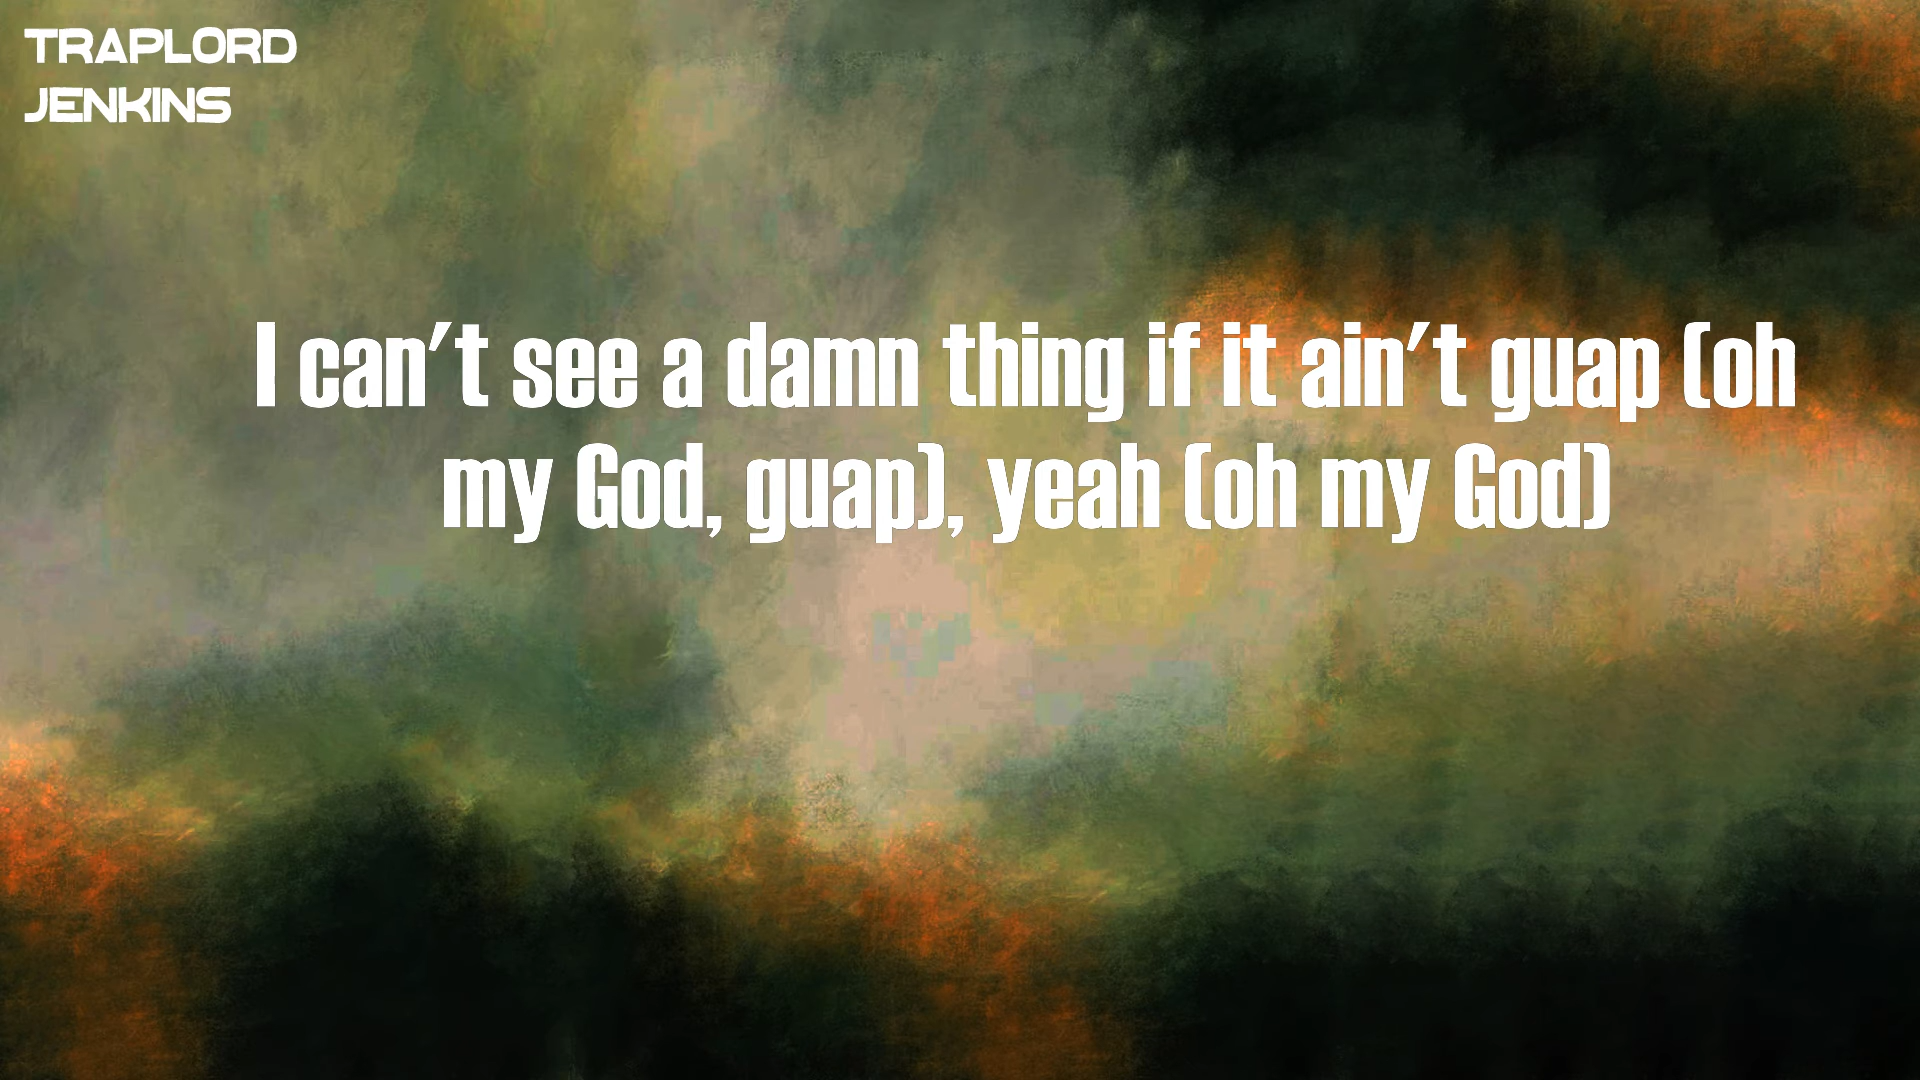 TRAPLORD
JENKINS
I can't see a damn thing if it ain't guap (oh
my God, guap), yeah (oh my God)